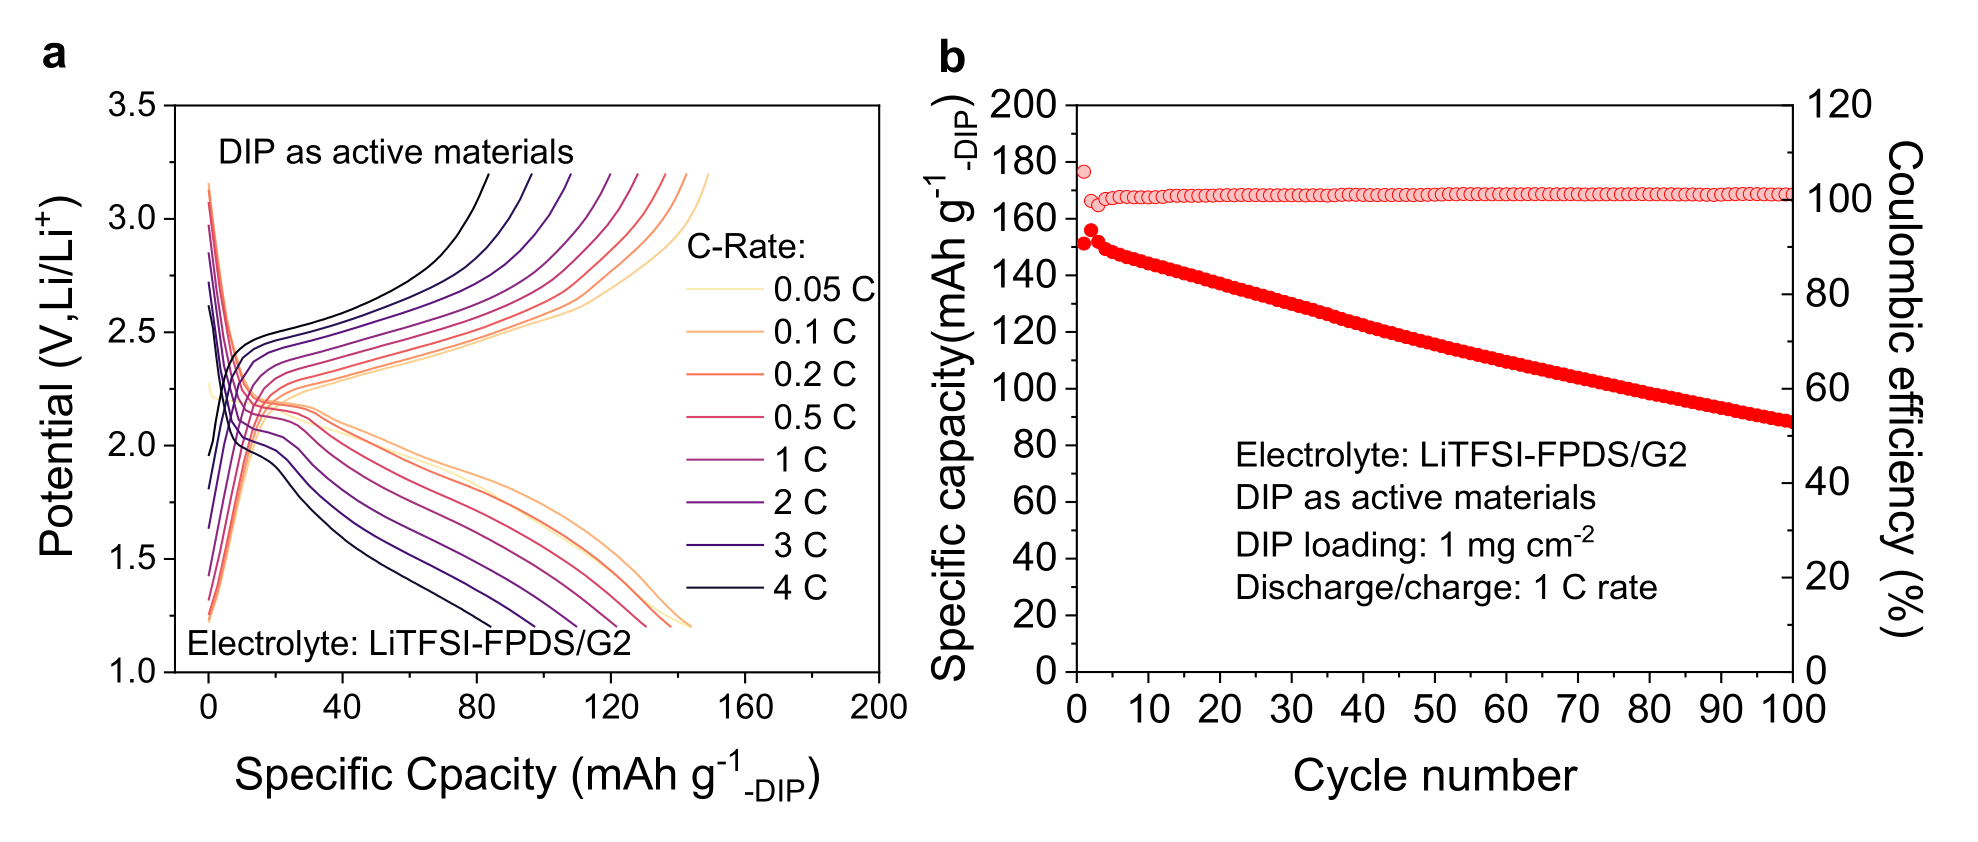 a
3.5
3.0
2.5
2.0
1.5
1.0
Potential (V,Li/Li⁺)
DIP as active materials
C-Rate:
0.05 C
0.1 C
0.2 C
0.5 C
1 C
2 C
3 C
4 C
Electrolyte: LiTFSI-FPDS/G2
0 40 80 120 160 200
Specific Cpacity (mAh g⁻¹-DIP)
b
200
180
160
140
120
100
80
60
40
20
0
Specific capacity(mAh g⁻¹-DIP)
Electrolyte: LiTFSI-FPDS/G2
DIP as active materials
DIP loading: 1 mg cm⁻²
Discharge/charge: 1 C rate
120
100
80
60
40
20
0
Coulombic efficiency (%)
0 10 20 30 40 50 60 70 80 90 100
Cycle number